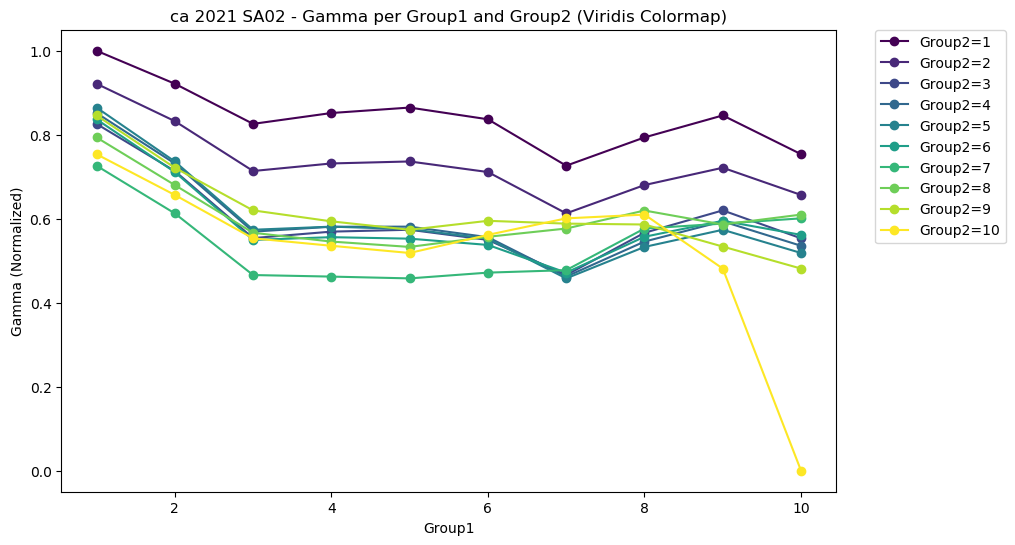 ca 2021 SA02 - Gamma per Group1 and Group2 (Viridis Colormap)
Gamma (Normalized)
1.0
0.8
0.6
0.4
0.2
0.0
2
4
6
8
10
Group1
Group2=1
Group2=2
Group2=3
Group2=4
Group2=5
Group2=6
Group2=7
Group2=8
Group2=9
Group2=10